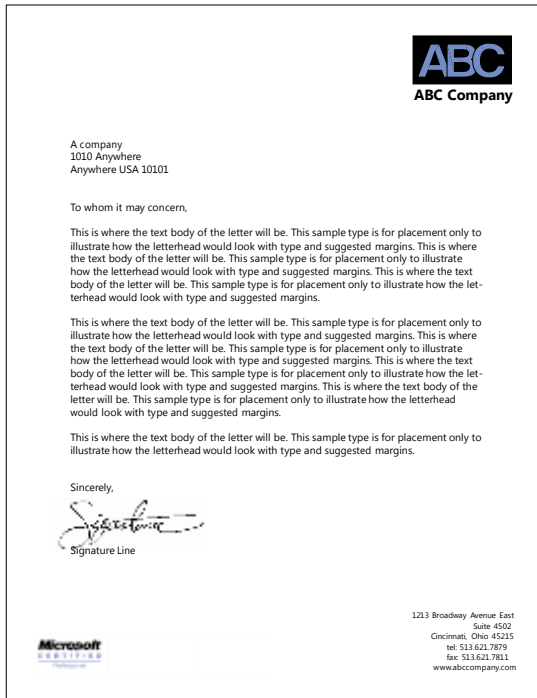 ABC
ABC Company
A company
1010 Anywhere
Anywhere USA 10101
To whom it may concern,
This is where the text body of the letter will be. This sample type is for placement only to
illustrate how the letterhead would look with type and suggested margins. This is where
the text body of the letter will be. This sample type is for placement only to illustrate
how the letterhead would look with type and suggested margins. This is where the text
body of the letter will be. This sample type is for placement only to illustrate how the let-
terhead would look with type and suggested margins.
This is where the text body of the letter will be. This sample type is for placement only to
illustrate how the letterhead would look with type and suggested margins. This is where
the text body of the letter will be. This sample type is for placement only to illustrate
how the letterhead would look with type and suggested margins. This is where the text
body of the letter will be. This sample type is for placement only to illustrate how the let-
terhead would look with type and suggested margins. This is where the text body of the
letter will be. This sample type is for placement only to illustrate how the letterhead
would look with type and suggested margins.
This is where the text body of the letter will be. This sample type is for placement only to
illustrate how the letterhead would look with type and suggested margins.
Sincerely,
Signature
Signature Line
1213 Broadway Avenue East
Suite 4502
Cincinnati, Ohio 45215
tel: 513.621.7879
fax: 513.621.7811
www.abccompany.com
Microsoft
CERTIFIED
Professional